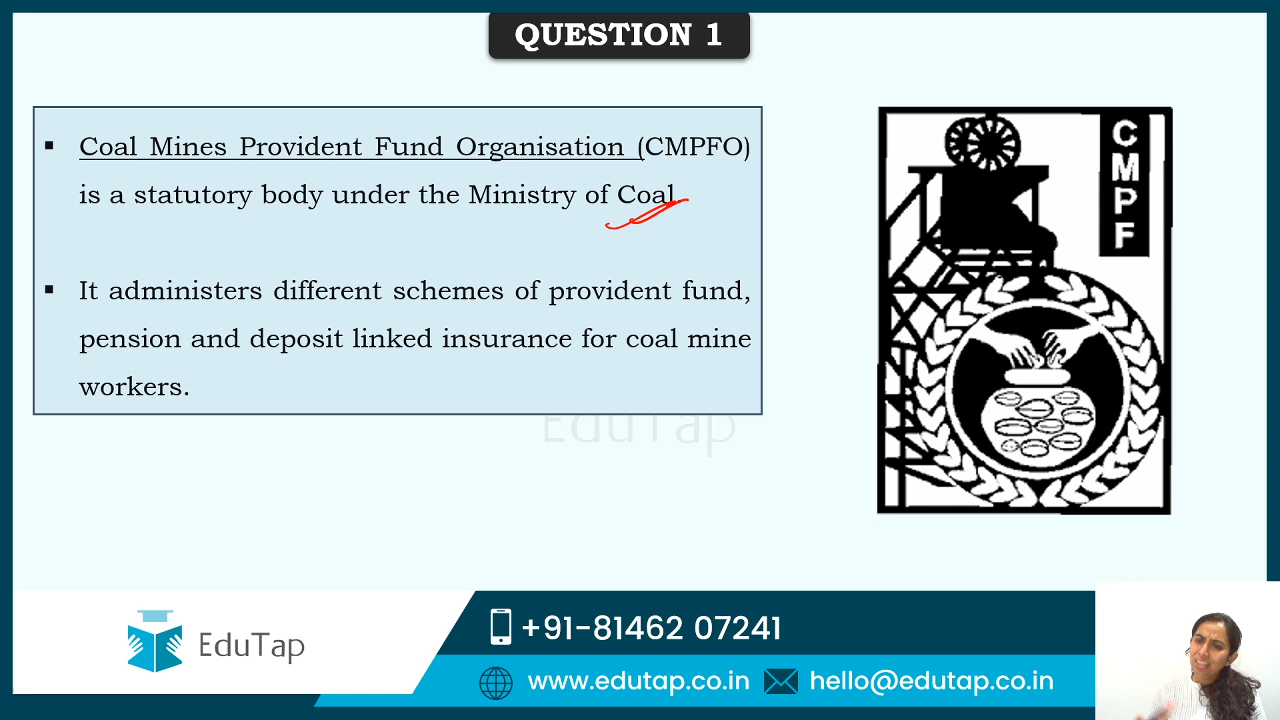 QUESTION 1
▪ Coal Mines Provident Fund Organisation (CMPFO)
is a statutory body under the Ministry of Coal.
▪ It administers different schemes of provident fund,
pension and deposit linked insurance for coal mine
workers.
C
M
P
F
EduTap
EduTap
+91-81462 07241
www.edutap.co.in
hello@edutap.co.in